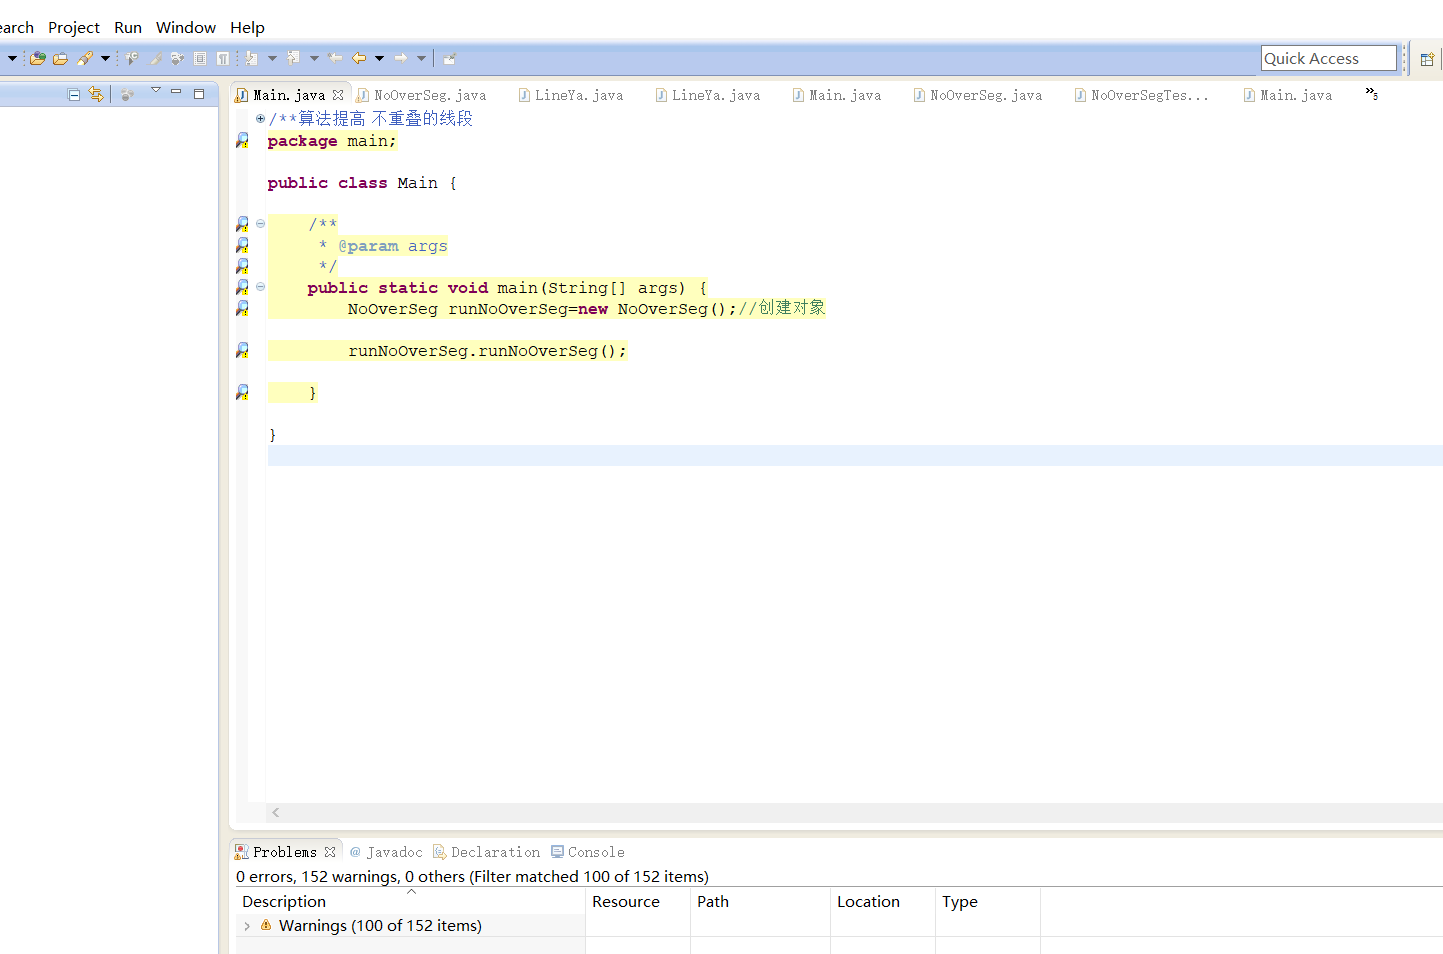 earch Project Run Window Help
Quick Access
Main.java NoOverSeg.java LineYa.java LineYa.java Main.java NoOverSeg.java NoOverSegTes... Main.java »5
/**算法提高 不重叠的线段
package main;
public class Main {
/**
* @param args
*/
public static void main(String[] args) {
NoOverSeg runNoOverSeg=new NoOverSeg();//创建对象
runNoOverSeg.runNoOverSeg();
}
}
Problems @ Javadoc Declaration Console
0 errors, 152 warnings, 0 others (Filter matched 100 of 152 items)
Description Resource Path Location Type
Warnings (100 of 152 items)